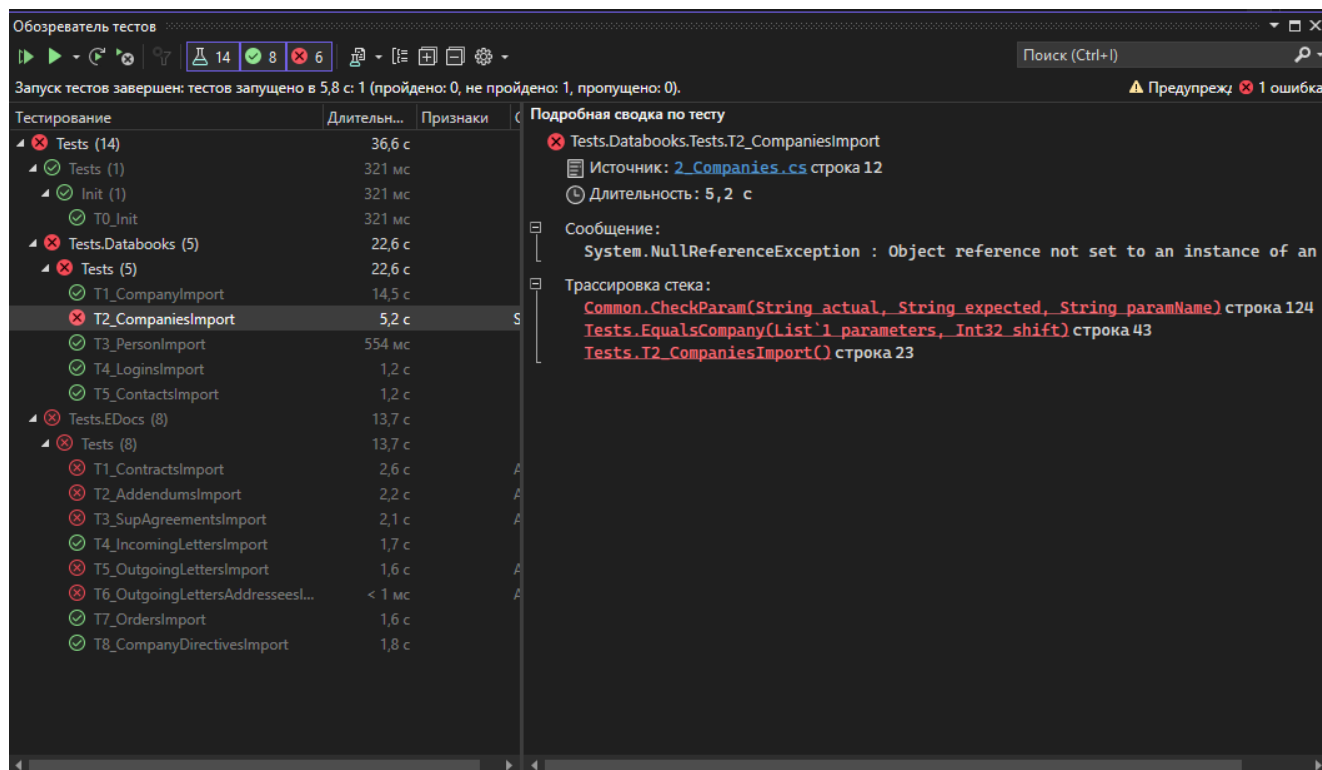 Обозреватель тестов
14 8 6
Поиск (Ctrl+I)
Запуск тестов завершен: тестов запущено в 5,8 с: 1 (пройдено: 0, не пройдено: 1, пропущено: 0).
1 ошибка
Тестирование Длительн... Признаки
Tests (14) 36,6 с
Tests (1) 321 мс
Init (1) 321 мс
T0_Init 321 мс
Tests.Databooks (5) 22,6 с
Tests (5) 22,6 с
T1_CompanyImport 14,5 с
T2_CompaniesImport 5,2 с S
T3_PersonImport 554 мс
T4_LoginsImport 1,2 с
T5_ContactsImport 1,2 с
Tests.EDocs (8) 13,7 с
Tests (8) 13,7 с
T1_ContractsImport 2,6 с
T2_AddendumsImport 2,2 с
T3_SupAgreementsImport 2,1 с
T4_IncomingLettersImport 1,7 с
T5_OutgoingLettersImport 1,6 с
T6_OutgoingLettersAddresseesI... < 1 мс
T7_OrdersImport 1,6 с
T8_CompanyDirectivesImport 1,8 с
Подробная сводка по тесту
Tests.Databooks.Tests.T2_CompaniesImport
Источник: 2_Companies.cs строка 12
Длительность: 5,2 с
Сообщение:
System.NullReferenceException : Object reference not set to an instance of an
Трассировка стека:
Common.CheckParam(String actual, String expected, String paramName) строка 124
Tests.EqualsCompany(List`1 parameters, Int32 shift) строка 43
Tests.T2_CompaniesImport() строка 23